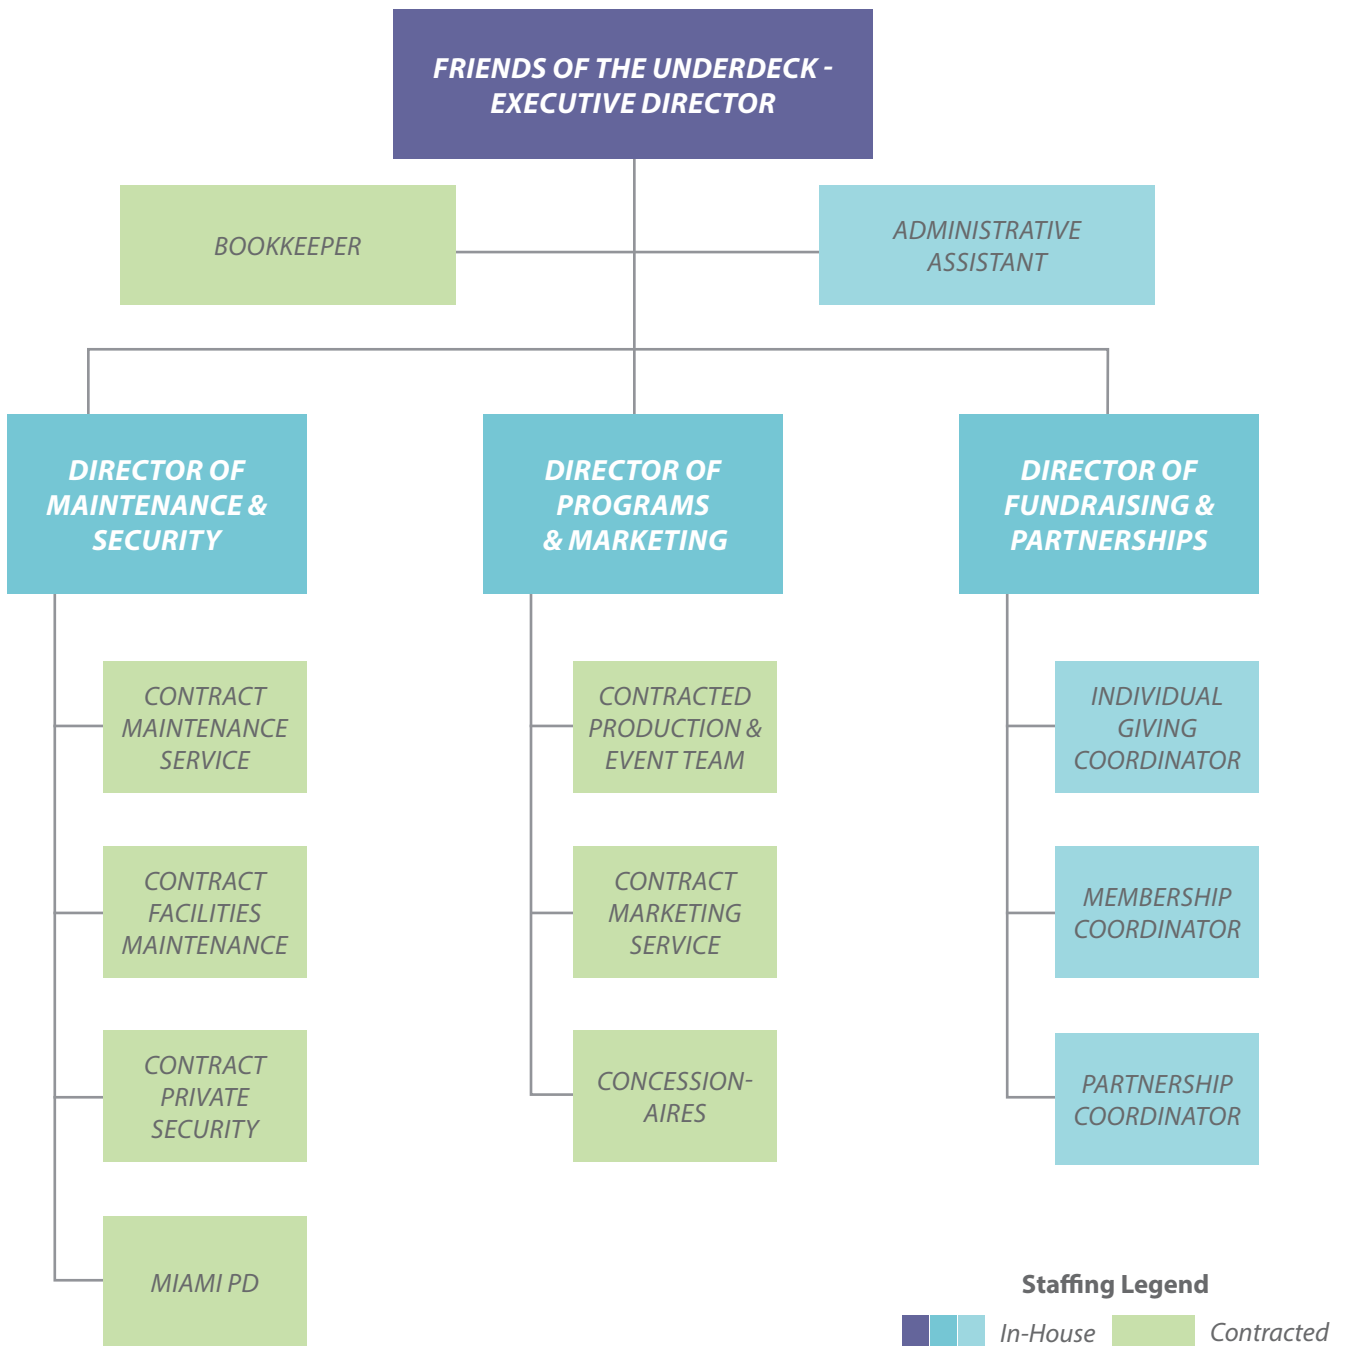 FRIENDS OF THE UNDERDECK -
EXECUTIVE DIRECTOR
BOOKKEEPER
ADMINISTRATIVE
ASSISTANT
DIRECTOR OF
MAINTENANCE &
SECURITY
DIRECTOR OF
PROGRAMS
& MARKETING
DIRECTOR OF
FUNDRAISING &
PARTNERSHIPS
CONTRACT
MAINTENANCE
SERVICE
CONTRACT
FACILITIES
MAINTENANCE
CONTRACT
PRIVATE
SECURITY
MIAMI PD
CONTRACTED
PRODUCTION &
EVENT TEAM
CONTRACT
MARKETING
SERVICE
CONCESSION-
AIRES
INDIVIDUAL
GIVING
COORDINATOR
MEMBERSHIP
COORDINATOR
PARTNERSHIP
COORDINATOR
Staffing Legend
In-House
Contracted